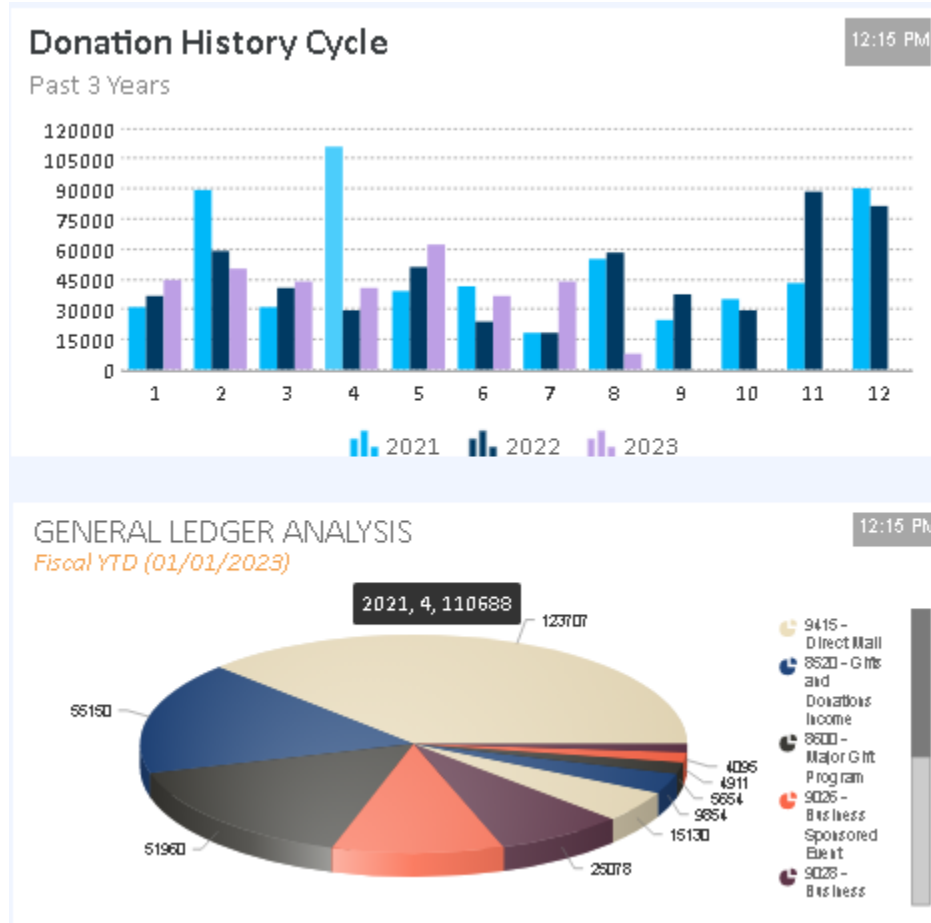 Donation History Cycle
12:15 PM
Past 3 Years
120000
105000
90000
75000
60000
45000
30000
15000
0
1 2 3 4 5 6 7 8 9 10 11 12
2021 2022 2023
GENERAL LEDGER ANALYSIS
12:15 PM
Fiscal YTD (01/01/2023)
2021, 4, 110688
123707
55150
51960
25078
15130
9854
5654
4911
4095
9415 -
Direct Mail
8520 - Gifts
and
Donations
Income
8600 -
Major Gift
Program
9026 -
Business
Sponsored
Event
9028 -
Business